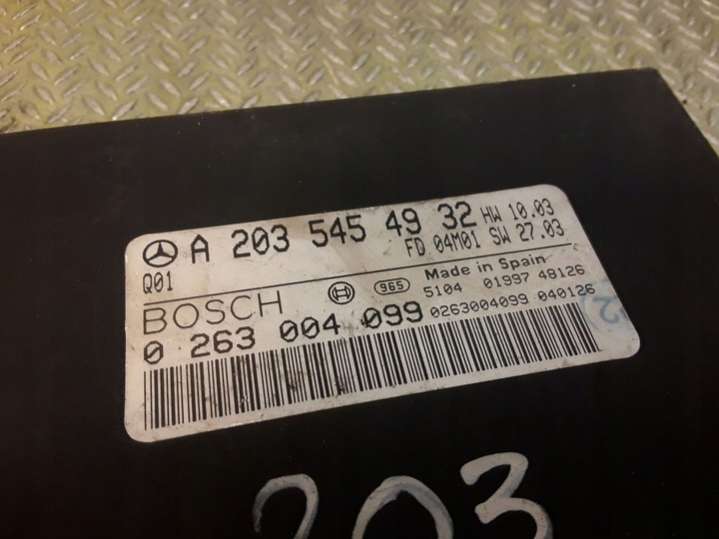 A 203 545 49 32 HW 10.03
Q01 FD 04M01 SW 27.03
BOSCH 965 Made in Spain
5104 01997 49126
0 263 004 099 0263004099 040126
203